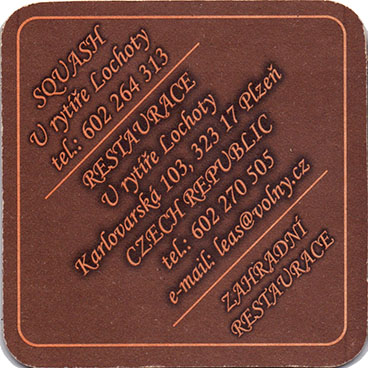 SQUASH
U rytíře Lochoty
tel.: 602 264 313
RESTAURACE
U rytíře Lochoty
Karlovarská 103, 323 17 Plzeň
CZECH REPUBLIC
tel.: 602 270 505
e-mail: leas@volny.cz
ZAHRADNÍ
RESTAURACE